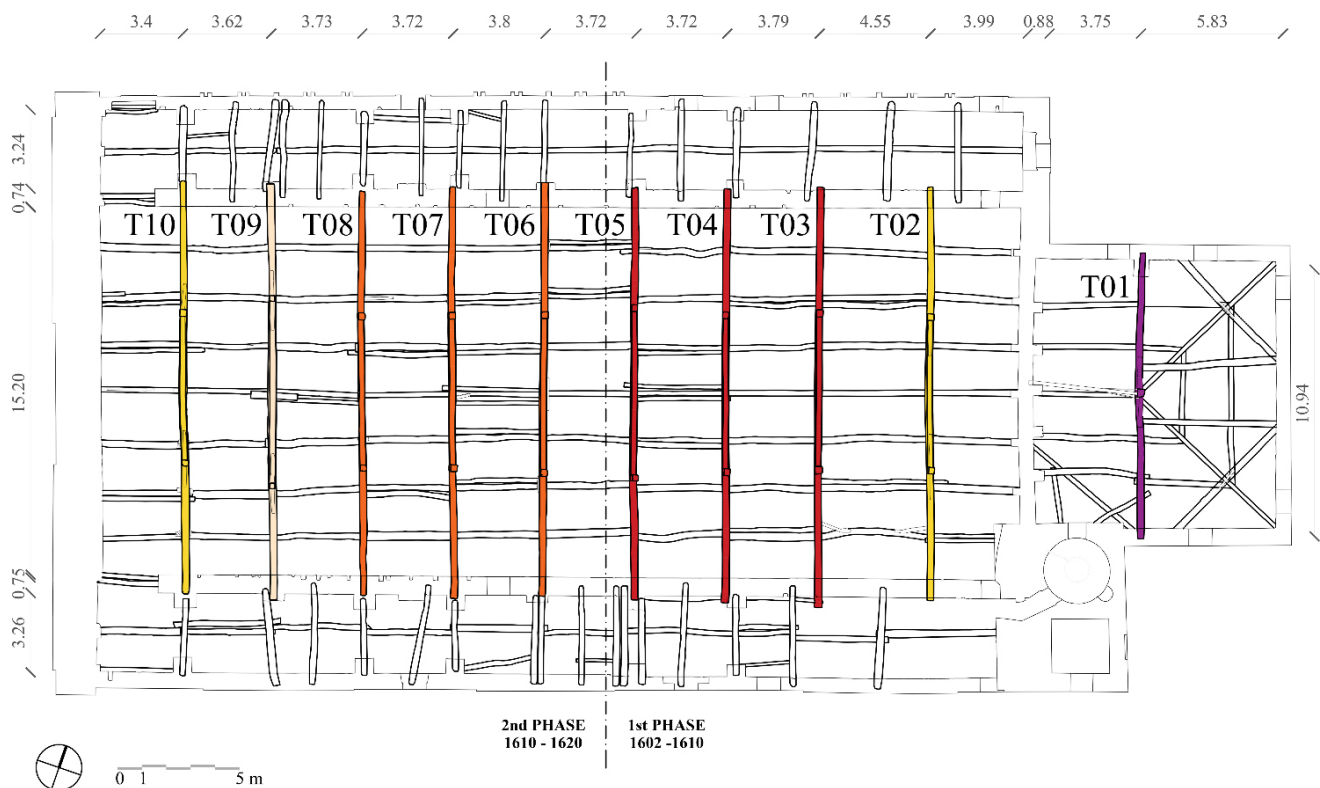 3.4 3.62 3.73 3.72 3.8 3.72 3.72 3.79 4.55 3.99 0.88 3.75 5.83
3.24
0.74
15.20
0.75
3.26
T10 T09 T08 T07 T06 T05 T04 T03 T02
T01
10.94
2nd PHASE
1610 - 1620
1st PHASE
1602 -1610
0 1 5 m